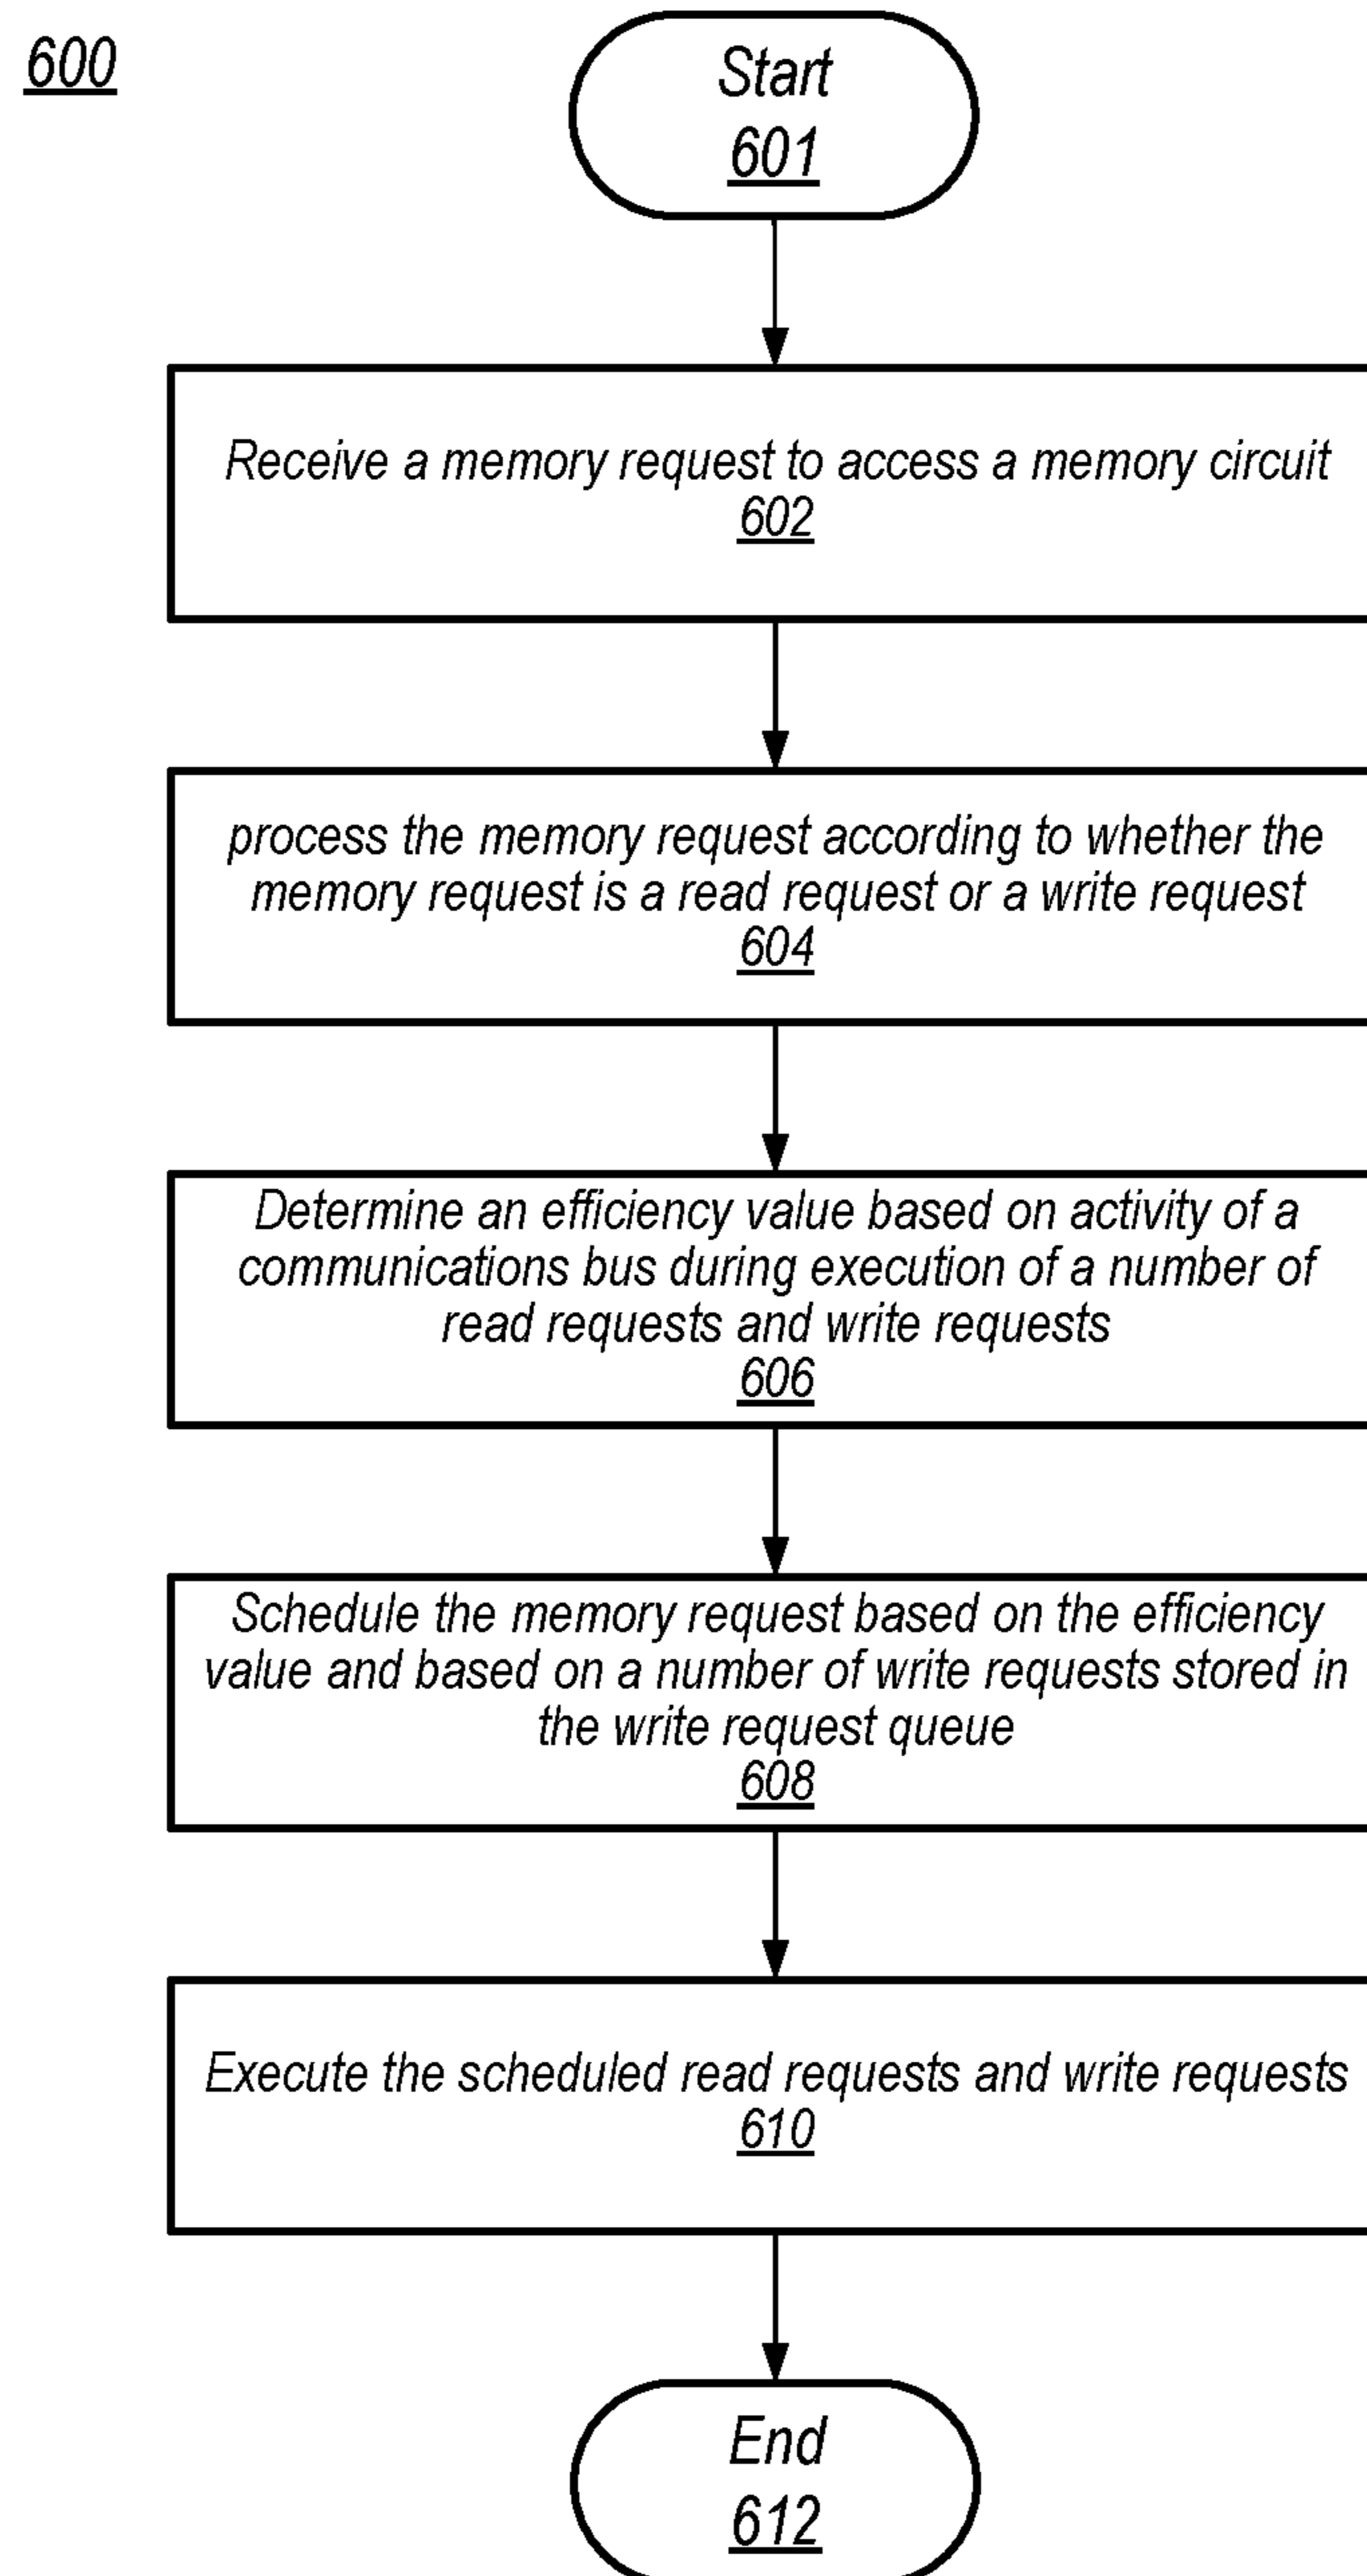 600
Start
601
Receive a memory request to access a memory circuit
602
process the memory request according to whether the
memory request is a read request or a write request
604
Determine an efficiency value based on activity of a
communications bus during execution of a number of
read requests and write requests
606
Schedule the memory request based on the efficiency
value and based on a number of write requests stored in
the write request queue
608
Execute the scheduled read requests and write requests
610
End
612